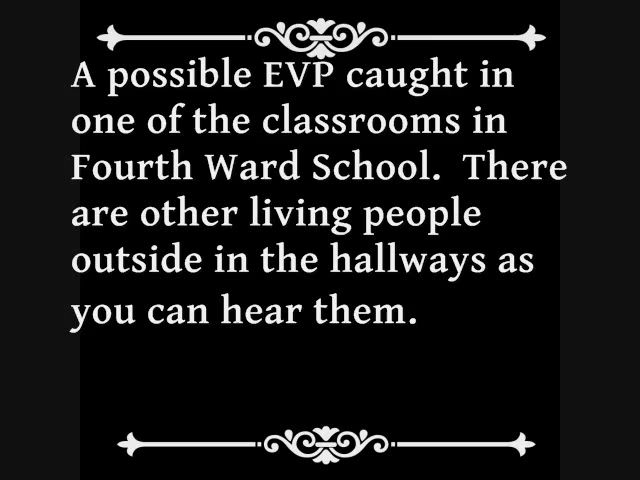 A possible EVP caught in
one of the classrooms in
Fourth Ward School.  There
are other living people
outside in the hallways as
you can hear them.